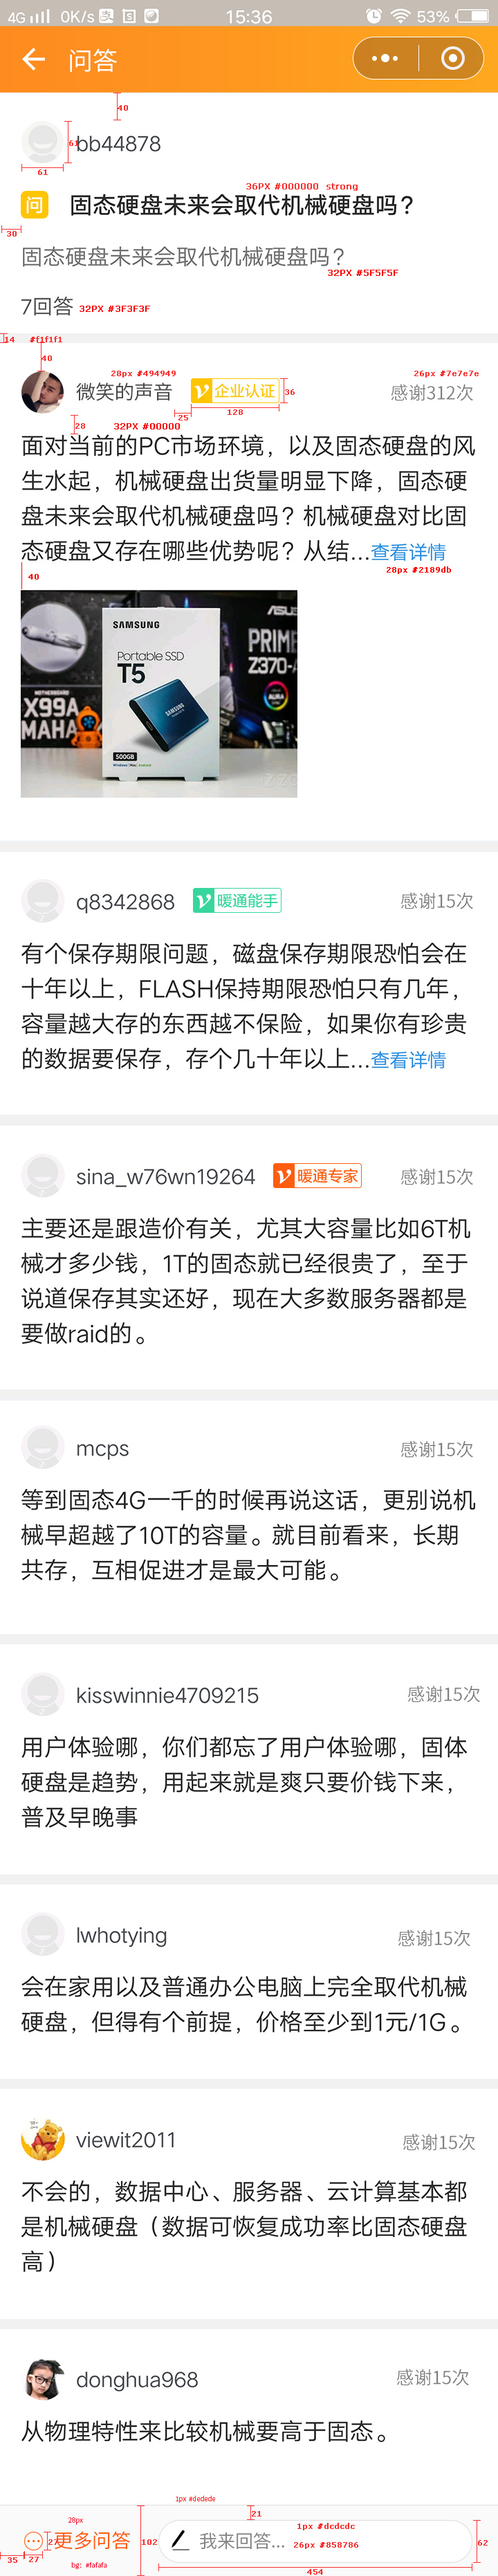 4G 0K/s 15:36 53%
问答
40
bb44878
61
61
36PX #000000 strong
问 固态硬盘未来会取代机械硬盘吗？
30
固态硬盘未来会取代机械硬盘吗？
32PX #5F5F5F
7回答 32PX #3F3F3F
14 #f1f1f1
40
28px #494949
26px #7e7e7e
微笑的声音 V 企业认证 36 感谢312次
25 128
28 32PX #00000
面对当前的PC市场环境，以及固态硬盘的风
生水起，机械硬盘出货量明显下降，固态硬
盘未来会取代机械硬盘吗？机械硬盘对比固
态硬盘又存在哪些优势呢？从结...查看详情
28px #2189db
40
SAMSUNG
Portable SSD
T5
SAMSUNG
500GB
Windows | Mac | Android
X99A
MOTHERBOARD
MAHA
ASUS
PRIME
Z370-A
AURA
q8342868 V 暖通能手 感谢15次
有个保存期限问题，磁盘保存期限恐怕会在
十年以上，FLASH保持期限恐怕只有几年，
容量越大存的东西越不保险，如果你有珍贵
的数据要保存，存个几十年以上...查看详情
sina_w76wn19264 V 暖通专家 感谢15次
主要还是跟造价有关，尤其大容量比如6T机
械才多少钱，1T的固态就已经很贵了，至于
说道保存其实还好，现在大多数服务器都是
要做raid的。
mcps 感谢15次
等到固态4G一千的时候再说这话，更别说机
械早超越了10T的容量。就目前看来，长期
共存，互相促进才是最大可能。
kisswinnie4709215 感谢15次
用户体验哪，你们都忘了用户体验哪，固体
硬盘是趋势，用起来就是爽只要价钱下来，
普及早晚事
lwhotying 感谢15次
会在家用以及普通办公电脑上完全取代机械
硬盘，但得有个前提，价格至少到1元/1G。
viewit2011 感谢15次
不会的，数据中心、服务器、云计算基本都
是机械硬盘（数据可恢复成功率比固态硬盘
高）
donghua968 感谢15次
从物理特性来比较机械要高于固态。
1px #dedede
28px
21
1px #dcdcdc
27 更多问答 102 我来回答... 26px #858786 62
35 27 bg: #fafafa
454